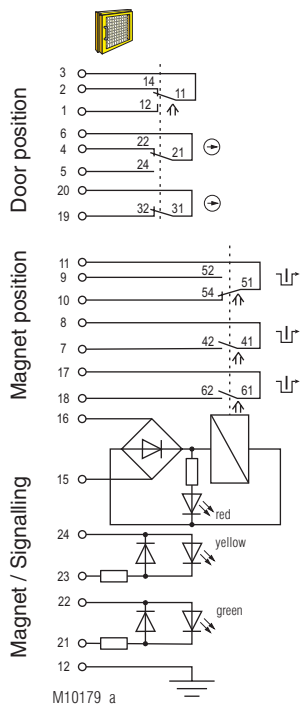 3
2 14 11
1 12
6
4 22 21
5 24
20
19 32 31
Door position
11
9 52
51
10 54
8
7 42 41
17
18 62 61
Magnet position
16
15
red
24
yellow
23
22
green
21
12
Magnet / Signalling
M10179_a